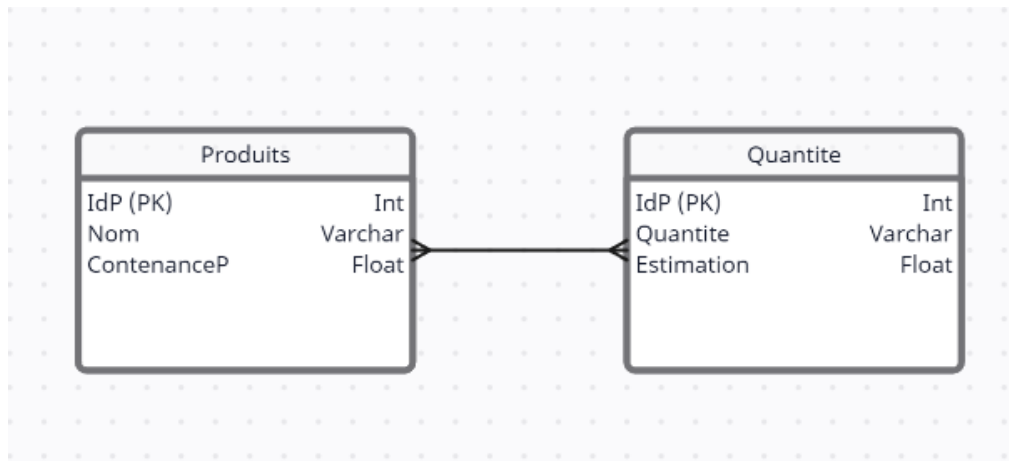 Produits
IdP (PK) Int
Nom Varchar
ContenanceP Float
Quantite
IdP (PK) Int
Quantite Varchar
Estimation Float